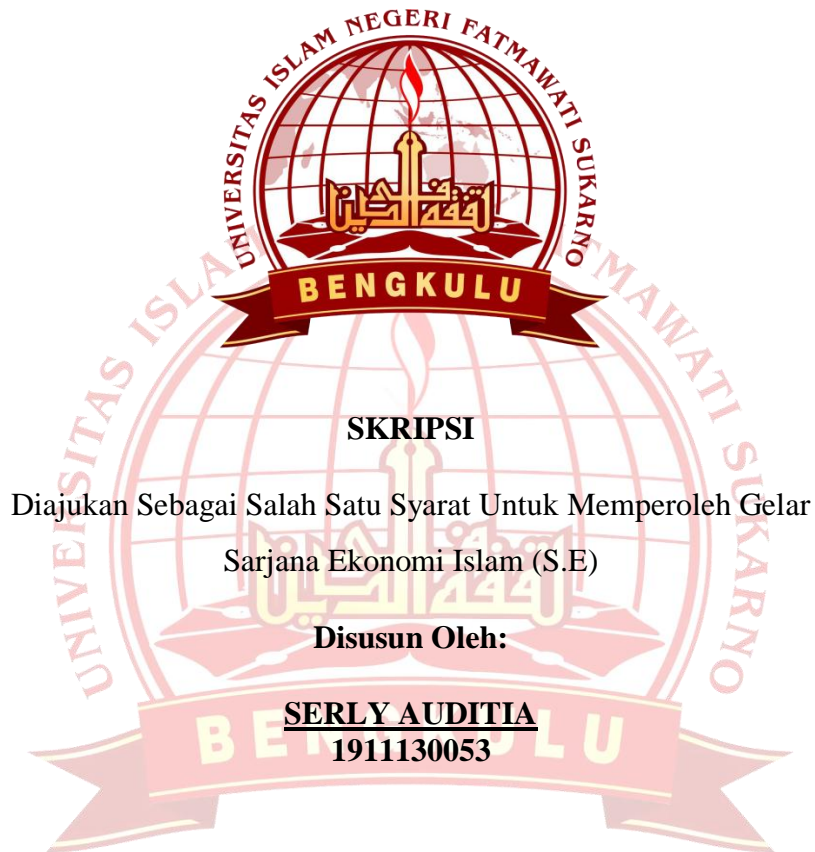 UNIVERSITAS ISLAM NEGERI FATMAWATI SUKARNO
BENGKULU
SKRIPSI
Diajukan Sebagai Salah Satu Syarat Untuk Memperoleh Gelar
Sarjana Ekonomi Islam (S.E)
Disusun Oleh:
SERLY AUDITIA
1911130053
BENGKULU